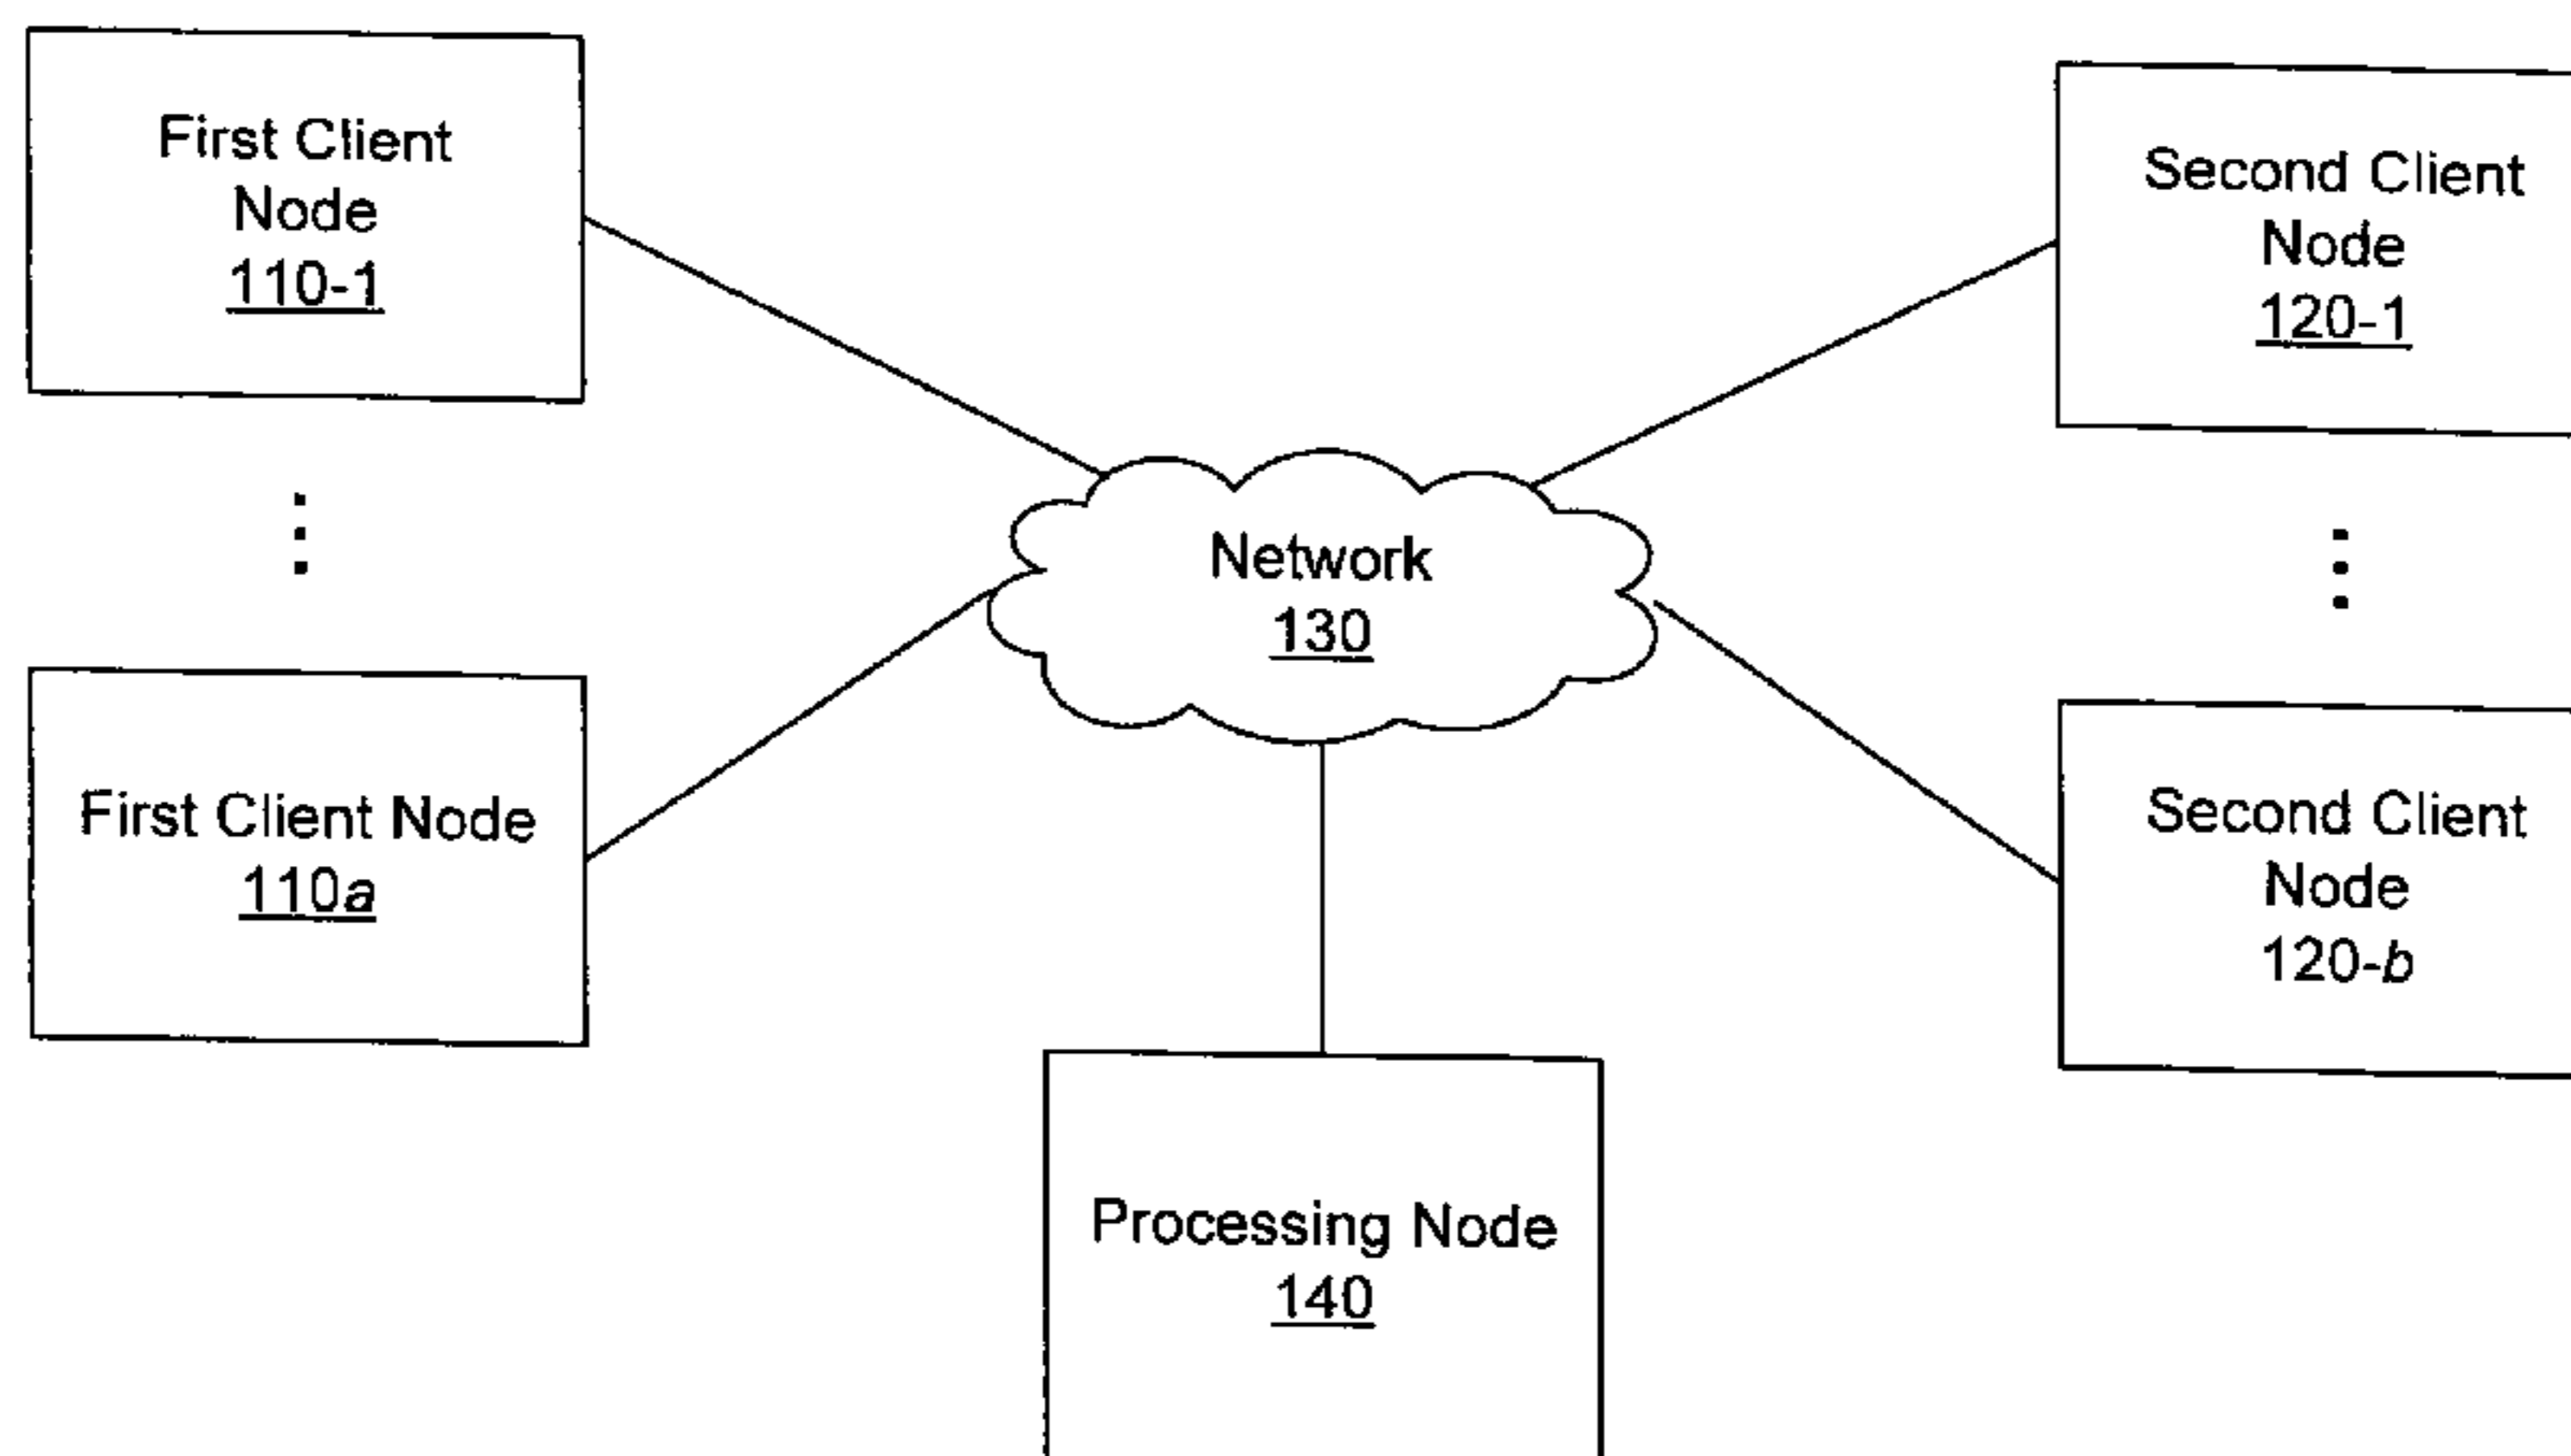 First Client
Node
110-1
Second Client
Node
120-1
Network
130
First Client Node
110a
Second Client
Node
120-b
Processing Node
140